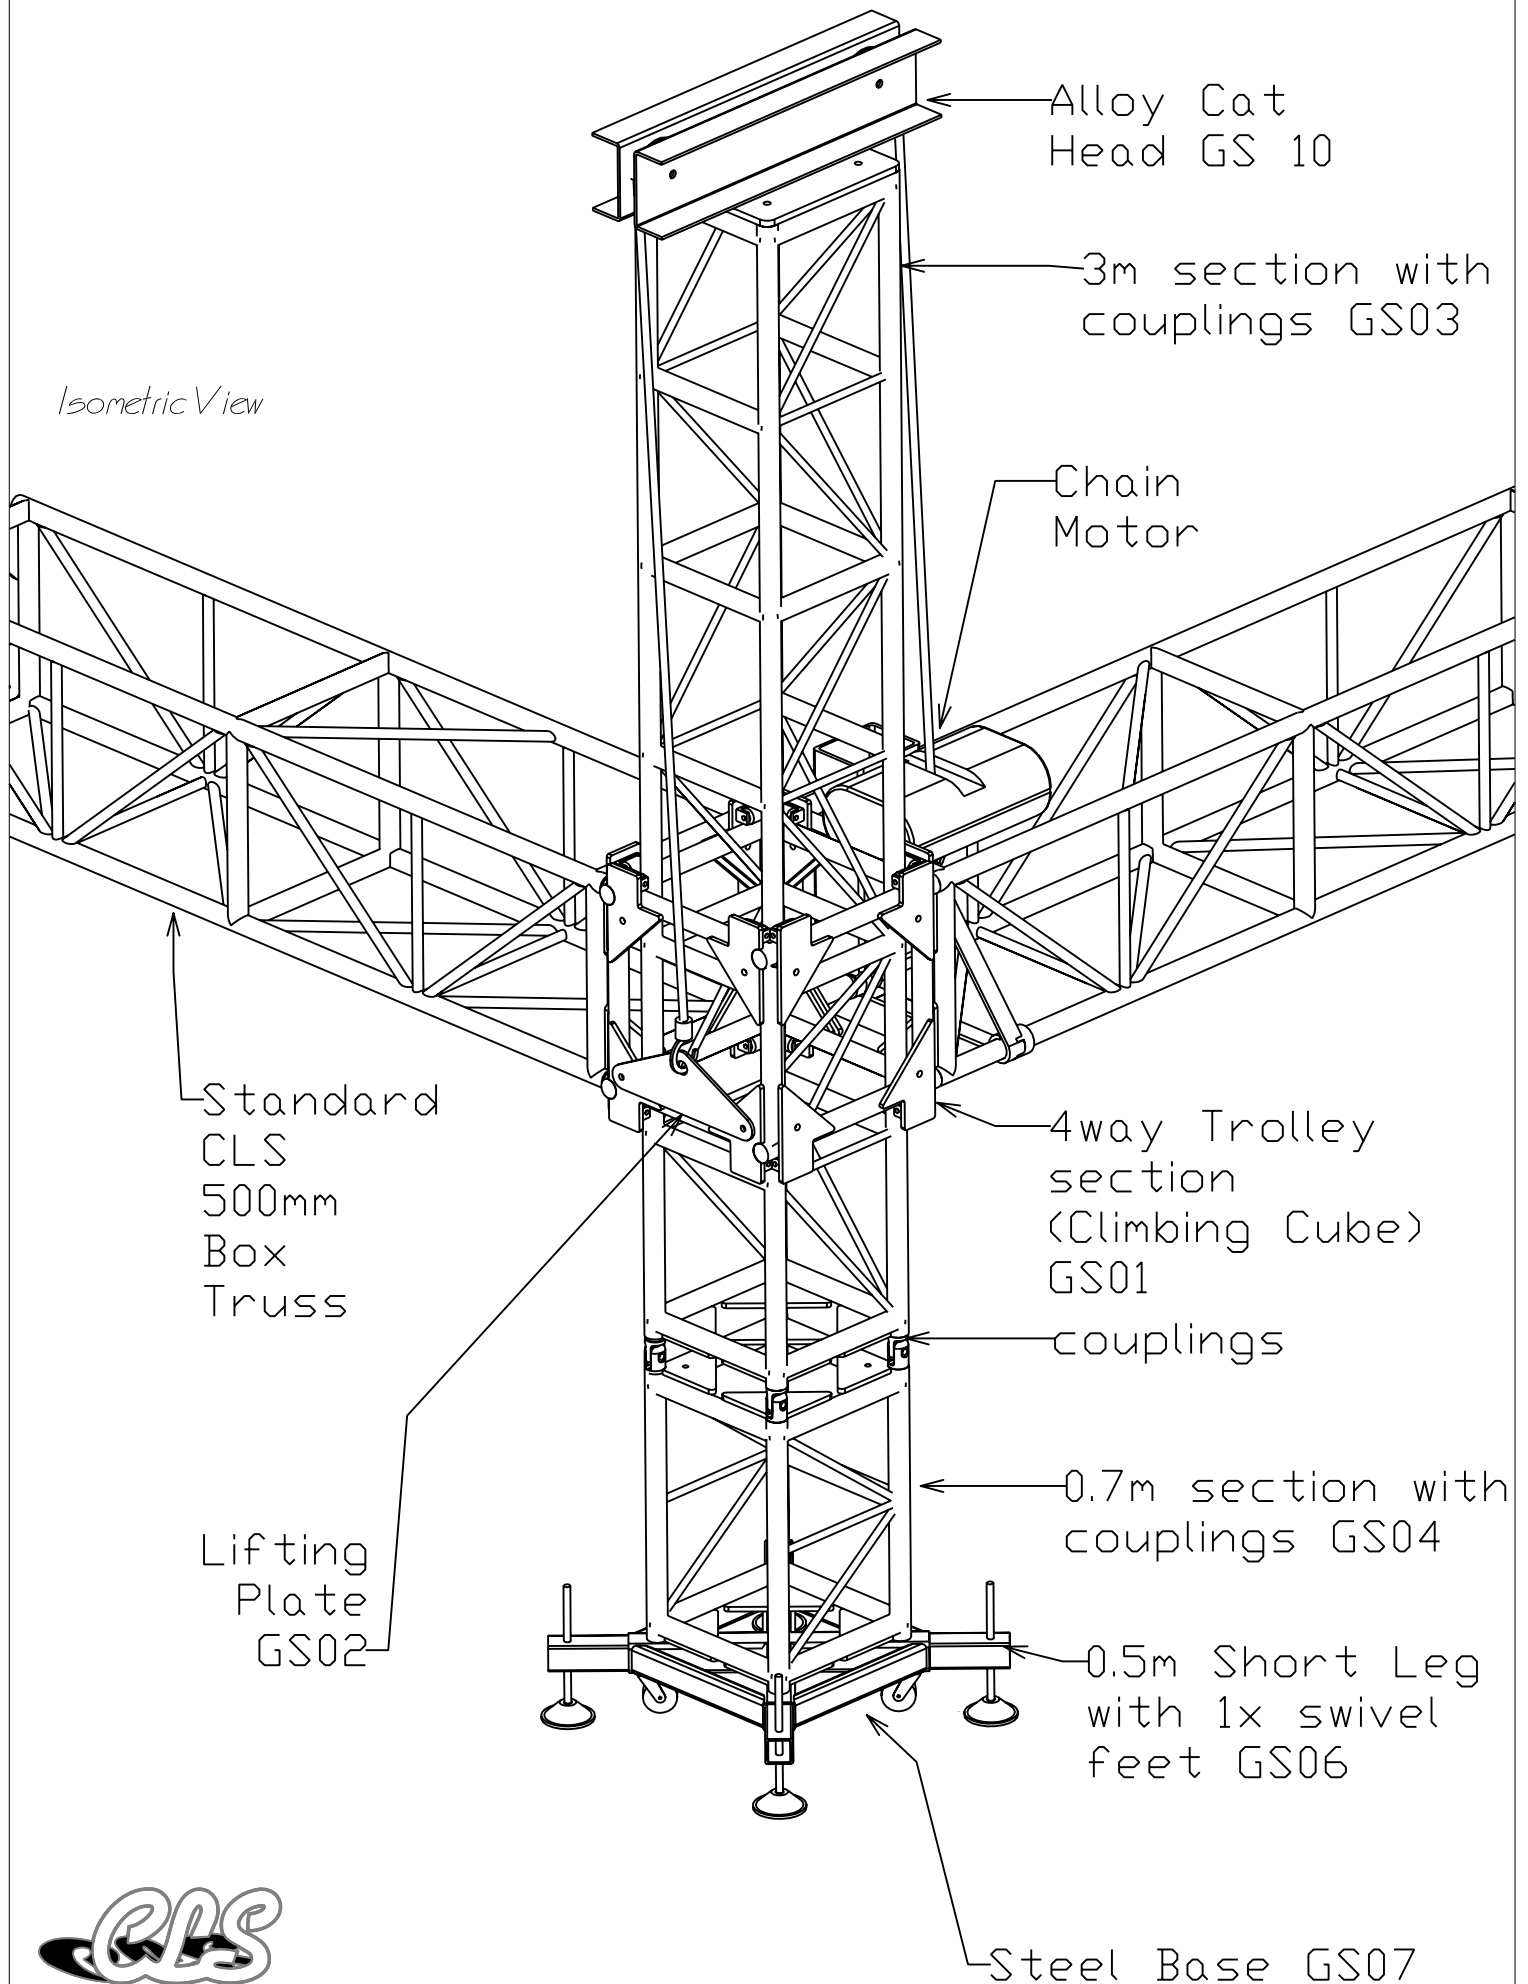 Alloy Cat
Head GS 10
3m section with
couplings GS03
Isometric View
Chain
Motor
Standard
CLS
500mm
Box
Truss
4way Trolley
section
(Climbing Cube)
GS01
couplings
0.7m section with
couplings GS04
Lifting
Plate
GS02
0.5m Short Leg
with 1x swivel
feet GS06
Steel Base GS07
CLS